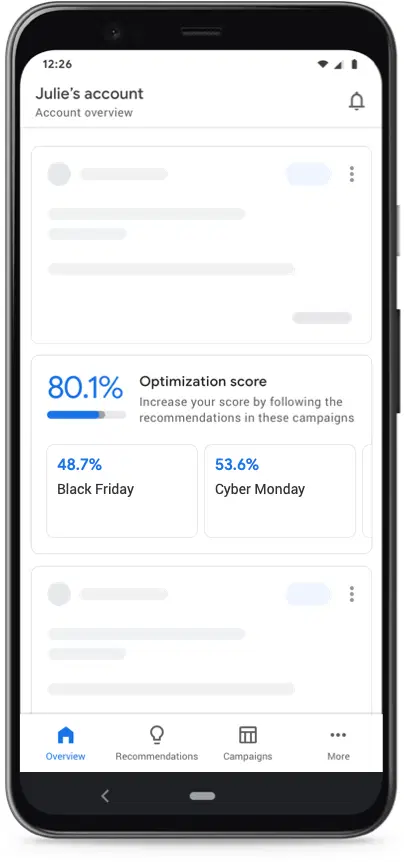 12:26
Julie's account
Account overview
80.1%
Optimization score
Increase your score by following the
recommendations in these campaigns
48.7%
Black Friday
53.6%
Cyber Monday
Overview
Recommendations
Campaigns
More